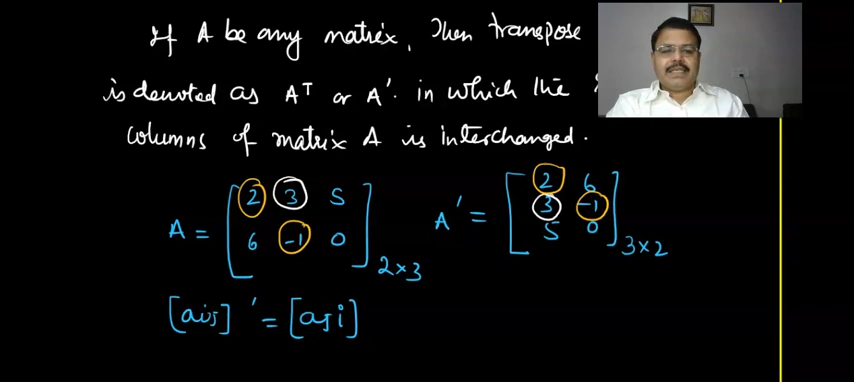 If A be any matrix, Then transpose
is denoted as Aᵀ or A'. in which the
columns of matrix A is interchanged.
A = [2 3 5
6 -1 0] 2×3
A' = [2 6
3 -1
5 0] 3×2
[aij]' = [aji]